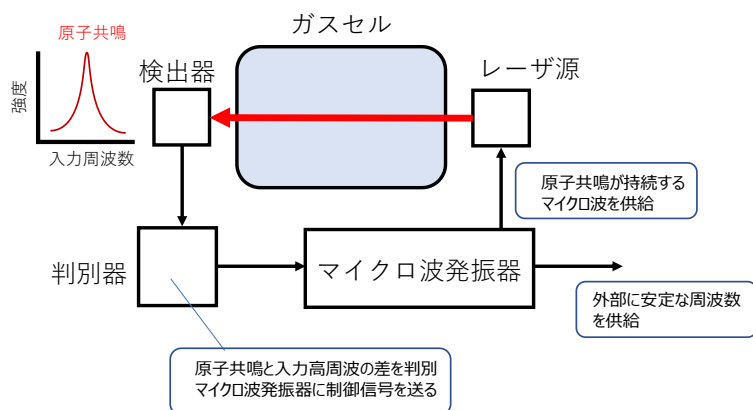 原子共鳴
強度
入力周波数
検出器
ガスセル
レーザ源
原子共鳴が持続する
マイクロ波を供給
判別器
マイクロ波発振器
外部に安定な周波数
を供給
原子共鳴と入力高周波の差を判別
マイクロ波発振器に制御信号を送る